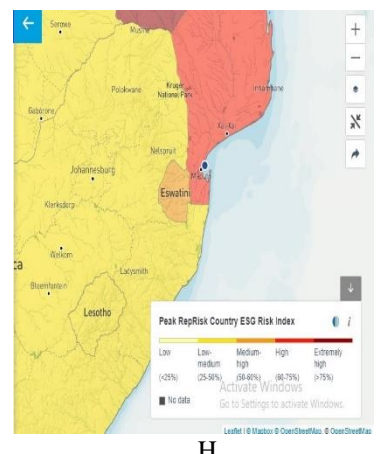 Serowe
Musina
Polokwane
Kruger
National Park
Inhambane
Gaborone
Xai-Xai
Nelspruit
Johannesburg
Eswatini
Klerksdorp
Welkom
Ladysmith
Bloemfontein
Lesotho
Peak RepRisk Country ESG Risk Index
i
Low
Low-
medium
Medium-
high
High
Extremely
high
(<25%)
(25-50%)
(50-60%)
(60-75%)
(>75%)
Activate Windows
No data
Go to Settings to activate Windows.
Leaflet | © Mapbox © OpenStreetMap, © OpenStreetMap
H